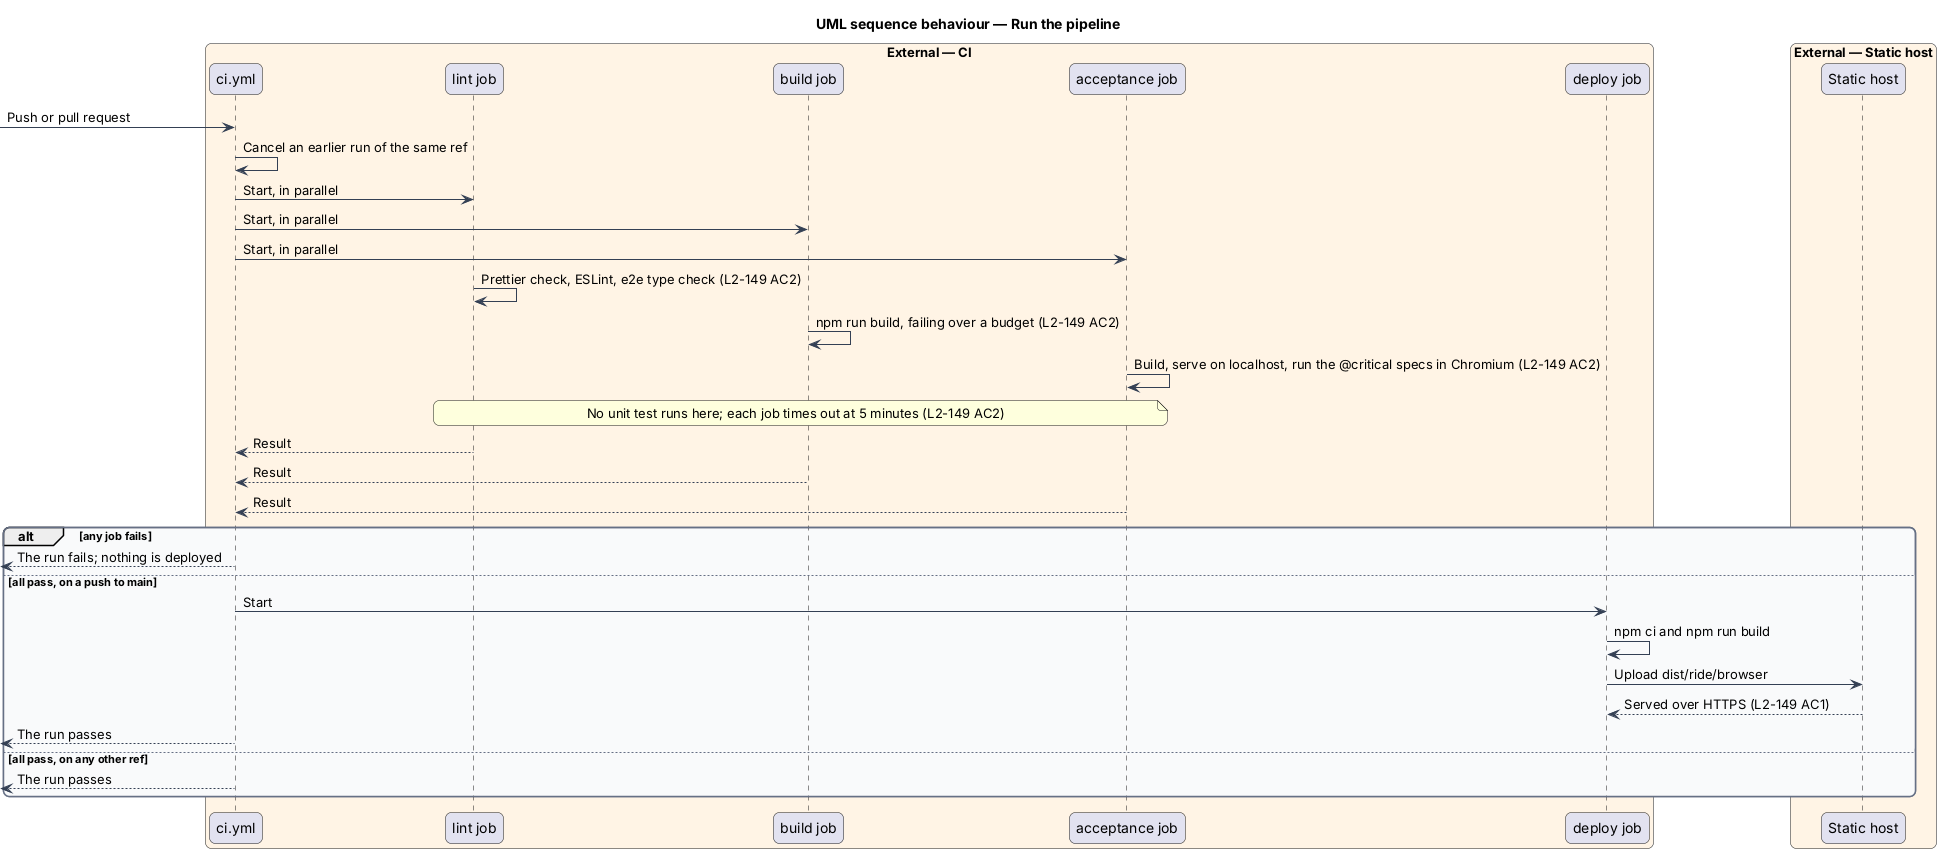 UML sequence behaviour — Run the pipeline
External — CI
External — Static host
ci.yml
lint job
build job
acceptance job
deploy job
Static host
Push or pull request
Cancel an earlier run of the same ref
Start, in parallel
Start, in parallel
Start, in parallel
Prettier check, ESLint, e2e type check (L2-149 AC2)
npm run build, failing over a budget (L2-149 AC2)
Build, serve on localhost, run the @critical specs in Chromium (L2-149 AC2)
No unit test runs here; each job times out at 5 minutes (L2-149 AC2)
Result
Result
Result
alt
[any job fails]
The run fails; nothing is deployed
[all pass, on a push to main]
Start
npm ci and npm run build
Upload dist/ride/browser
Served over HTTPS (L2-149 AC1)
The run passes
[all pass, on any other ref]
The run passes
ci.yml
lint job
build job
acceptance job
deploy job
Static host